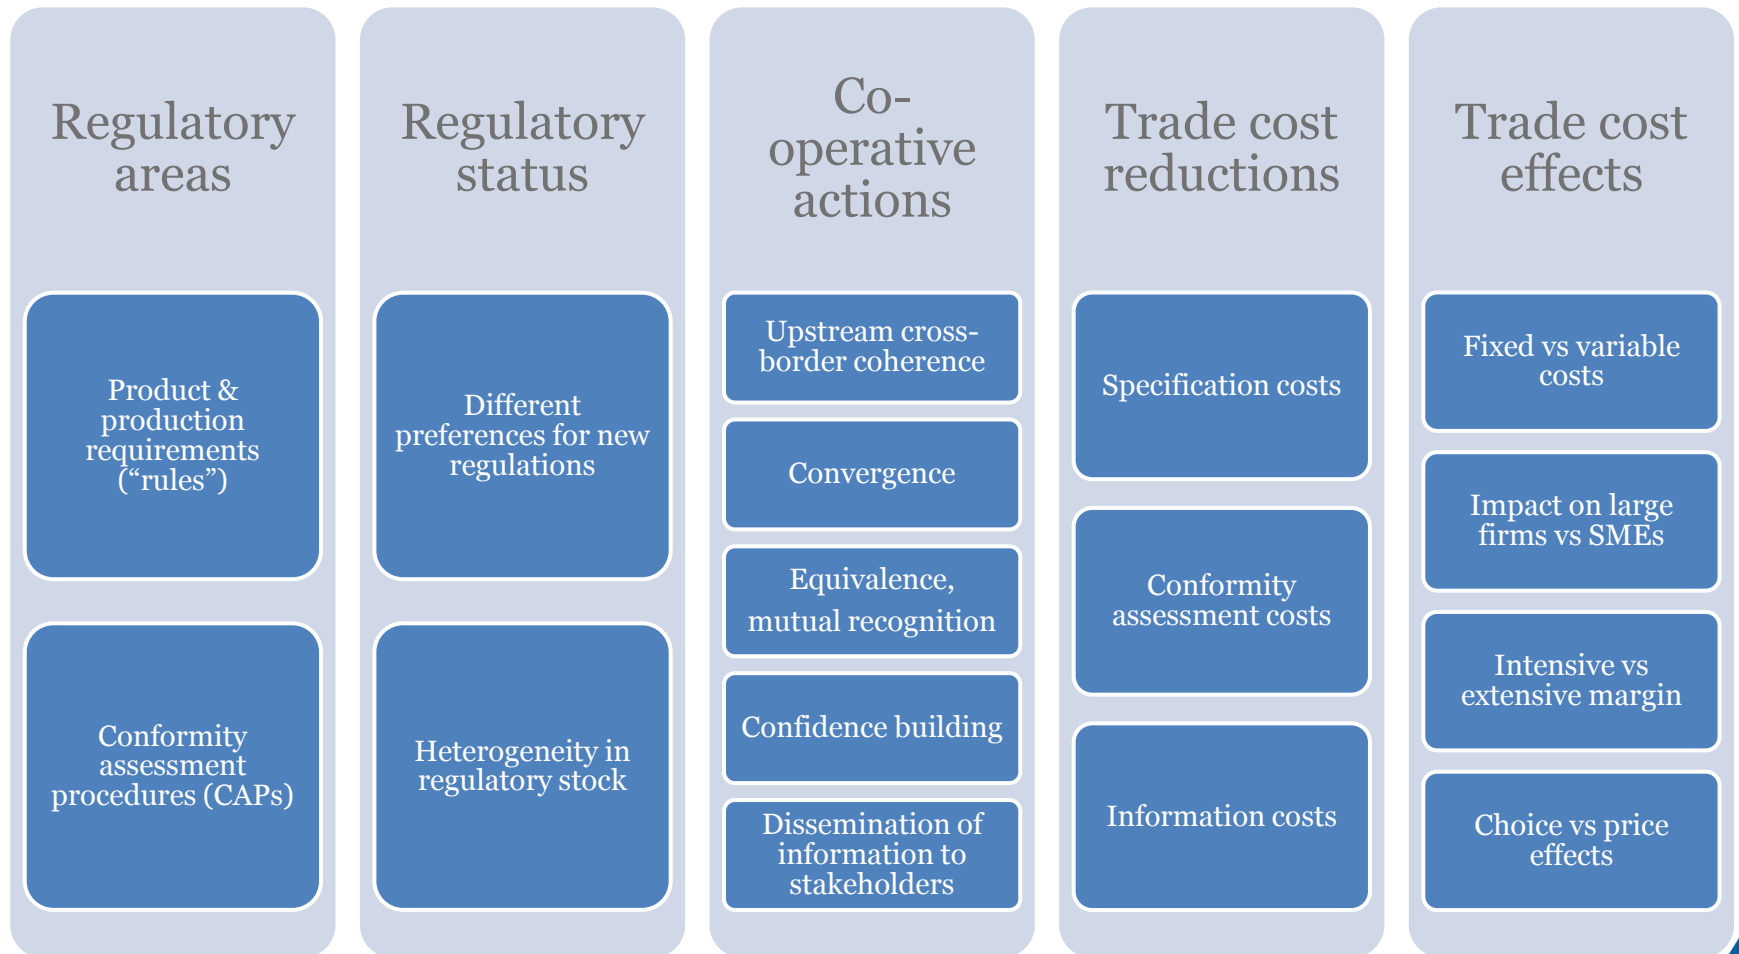 Regulatory
areas
Product &
production
requirements
(“rules”)
Conformity
assessment
procedures (CAPs)
Regulatory
status
Different
preferences for new
regulations
Heterogeneity in
regulatory stock
Co-
operative
actions
Upstream cross-
border coherence
Convergence
Equivalence,
mutual recognition
Confidence building
Dissemination of
information to
stakeholders
Trade cost
reductions
Specification costs
Conformity
assessment costs
Information costs
Trade cost
effects
Fixed vs variable
costs
Impact on large
firms vs SMEs
Intensive vs
extensive margin
Choice vs price
effects